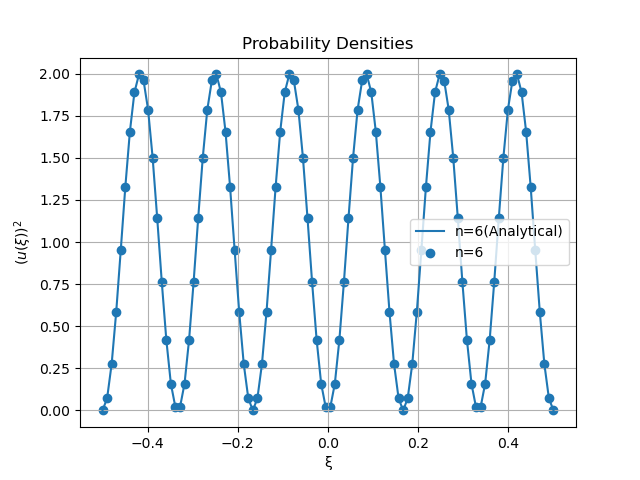 Probability Densities
2.00
1.75
1.50
1.25
1.00
0.75
0.50
0.25
0.00
(u(ξ))²
n=6(Analytical)
n=6
−0.4 −0.2 0.0 0.2 0.4
ξ